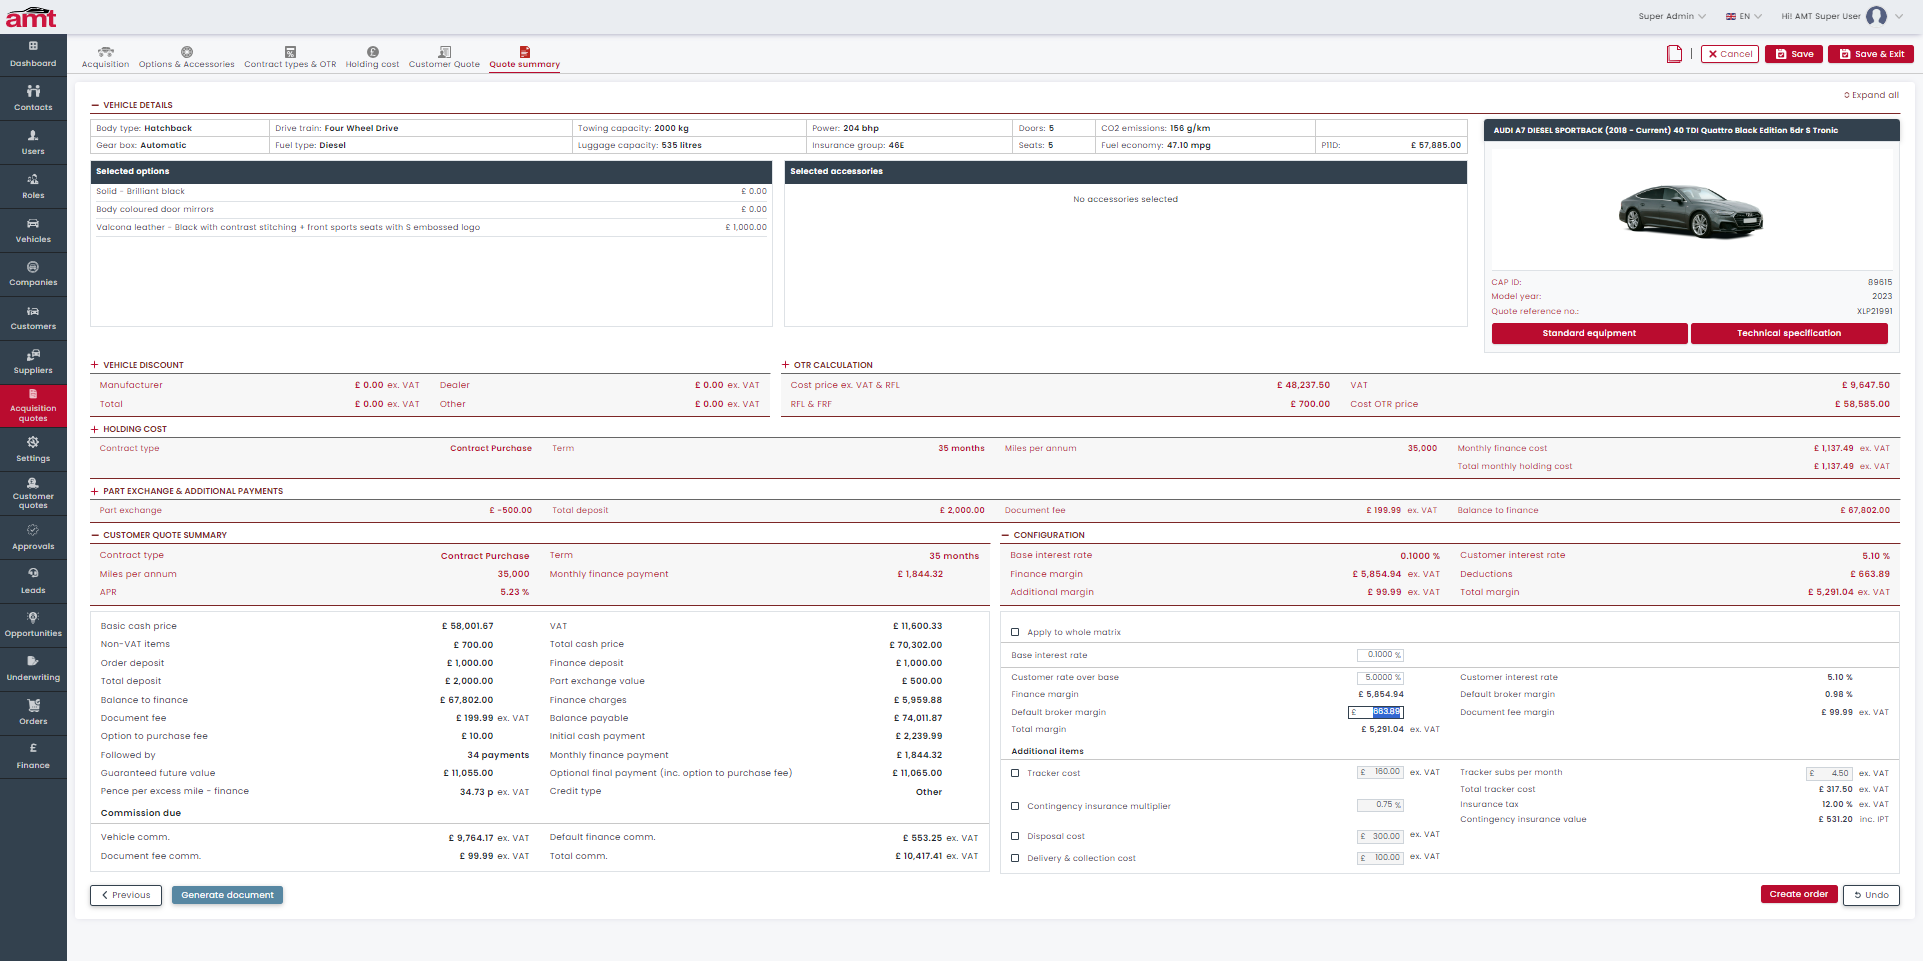 amt
Super Admin
EN
Hi! AMT Super User
Dashboard
Contacts
Users
Roles
Vehicles
Companies
Customers
Suppliers
Acquisition
quotes
Settings
Customer
quotes
Approvals
Leads
Opportunities
Underwriting
Orders
Finance
Acquisition
Options & Accessories
Contract types & OTR
Holding cost
Customer Quote
Quote summary
Cancel
Save
Save & Exit
Expand all
VEHICLE DETAILS
Body type: Hatchback
Drive train: Four Wheel Drive
Towing capacity: 2000 kg
Power: 204 bhp
Doors: 5
CO2 emissions: 156 g/km
Gear box: Automatic
Fuel type: Diesel
Luggage capacity: 535 litres
Insurance group: 46E
Seats: 5
Fuel economy: 47.10 mpg
P11D: £ 57,885.00
Selected options
Solid - Brilliant black £ 0.00
Body coloured door mirrors £ 0.00
Valcona leather - Black with contrast stitching + front sports seats with S embossed logo £ 1,000.00
Selected accessories
No accessories selected
AUDI A7 DIESEL SPORTBACK (2018 - Current) 40 TDI Quattro Black Edition 5dr S Tronic
CAP ID: 89615
Model year: 2023
Quote reference no.: XLP21991
Standard equipment
Technical specification
VEHICLE DISCOUNT
Manufacturer £ 0.00 ex. VAT Dealer £ 0.00 ex. VAT
Total £ 0.00 ex. VAT Other £ 0.00 ex. VAT
OTR CALCULATION
Cost price ex. VAT & RFL £ 48,237.50 VAT £ 9,647.50
RFL & FRF £ 700.00 Cost OTR price £ 58,585.00
HOLDING COST
Contract type Contract Purchase Term 35 months Miles per annum 35,000 Monthly finance cost £ 1,137.49 ex. VAT
Total monthly holding cost £ 1,137.49 ex. VAT
PART EXCHANGE & ADDITIONAL PAYMENTS
Part exchange £ -500.00 Total deposit £ 2,000.00 Document fee £ 199.99 ex. VAT Balance to finance £ 67,802.00
CUSTOMER QUOTE SUMMARY
Contract type Contract Purchase Term 35 months
Miles per annum 35,000 Monthly finance payment £ 1,844.32
APR 5.23 %
Basic cash price £ 58,001.67 VAT £ 11,600.33
Non-VAT items £ 700.00 Total cash price £ 70,302.00
Order deposit £ 1,000.00 Finance deposit £ 1,000.00
Total deposit £ 2,000.00 Part exchange value £ 500.00
Balance to finance £ 67,802.00 Finance charges £ 5,959.88
Document fee £ 199.99 ex. VAT Balance payable £ 74,011.87
Option to purchase fee £ 10.00 Initial cash payment £ 2,239.99
Followed by 34 payments Monthly finance payment £ 1,844.32
Guaranteed future value £ 11,055.00 Optional final payment (inc. option to purchase fee) £ 11,065.00
Pence per excess mile - finance 34.73 p ex. VAT Credit type Other
Commission due
Vehicle comm. £ 9,764.17 ex. VAT Default finance comm. £ 553.25 ex. VAT
Document fee comm. £ 99.99 ex. VAT Total comm. £ 10,417.41 ex. VAT
CONFIGURATION
Base interest rate 0.1000 % Customer interest rate 5.10 %
Finance margin £ 5,854.94 ex. VAT Deductions £ 663.89
Additional margin £ 99.99 ex. VAT Total margin £ 5,291.04 ex. VAT
Apply to whole matrix
Base interest rate 0.1000 %
Customer rate over base 5.0000 % Customer interest rate 5.10 %
Finance margin £ 5,854.94 Default broker margin 0.98 %
Default broker margin £ 663.89 Document fee margin £ 99.99 ex. VAT
Total margin £ 5,291.04 ex. VAT
Additional items
Tracker cost £ 160.00 ex. VAT Tracker subs per month £ 4.50 ex. VAT
Total tracker cost £ 317.50 ex. VAT
Contingency insurance multiplier 0.75 % Insurance tax 12.00 % ex. VAT
Contingency insurance value £ 531.20 inc. IPT
Disposal cost £ 300.00 ex. VAT
Delivery & collection cost £ 100.00 ex. VAT
Previous
Generate document
Create order
Undo